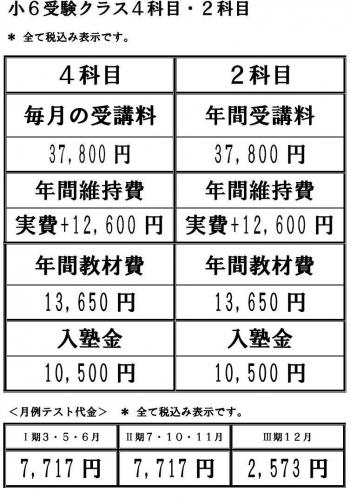 小6受験クラス4科目・2科目
* 全て税込み表示です。
4科目 2科目
毎月の受講料 年間受講料
37,800 円 37,800 円
年間維持費 年間維持費
実費+12,600 円 実費+12,600 円
年間教材費 年間教材費
13,650 円 13,650 円
入塾金 入塾金
10,500 円 10,500 円
<月例テスト代金> * 全て税込み表示です。
Ⅰ期3・5・6月 Ⅱ期7・10・11月 Ⅲ期12月
7,717 円 7,717 円 2,573 円